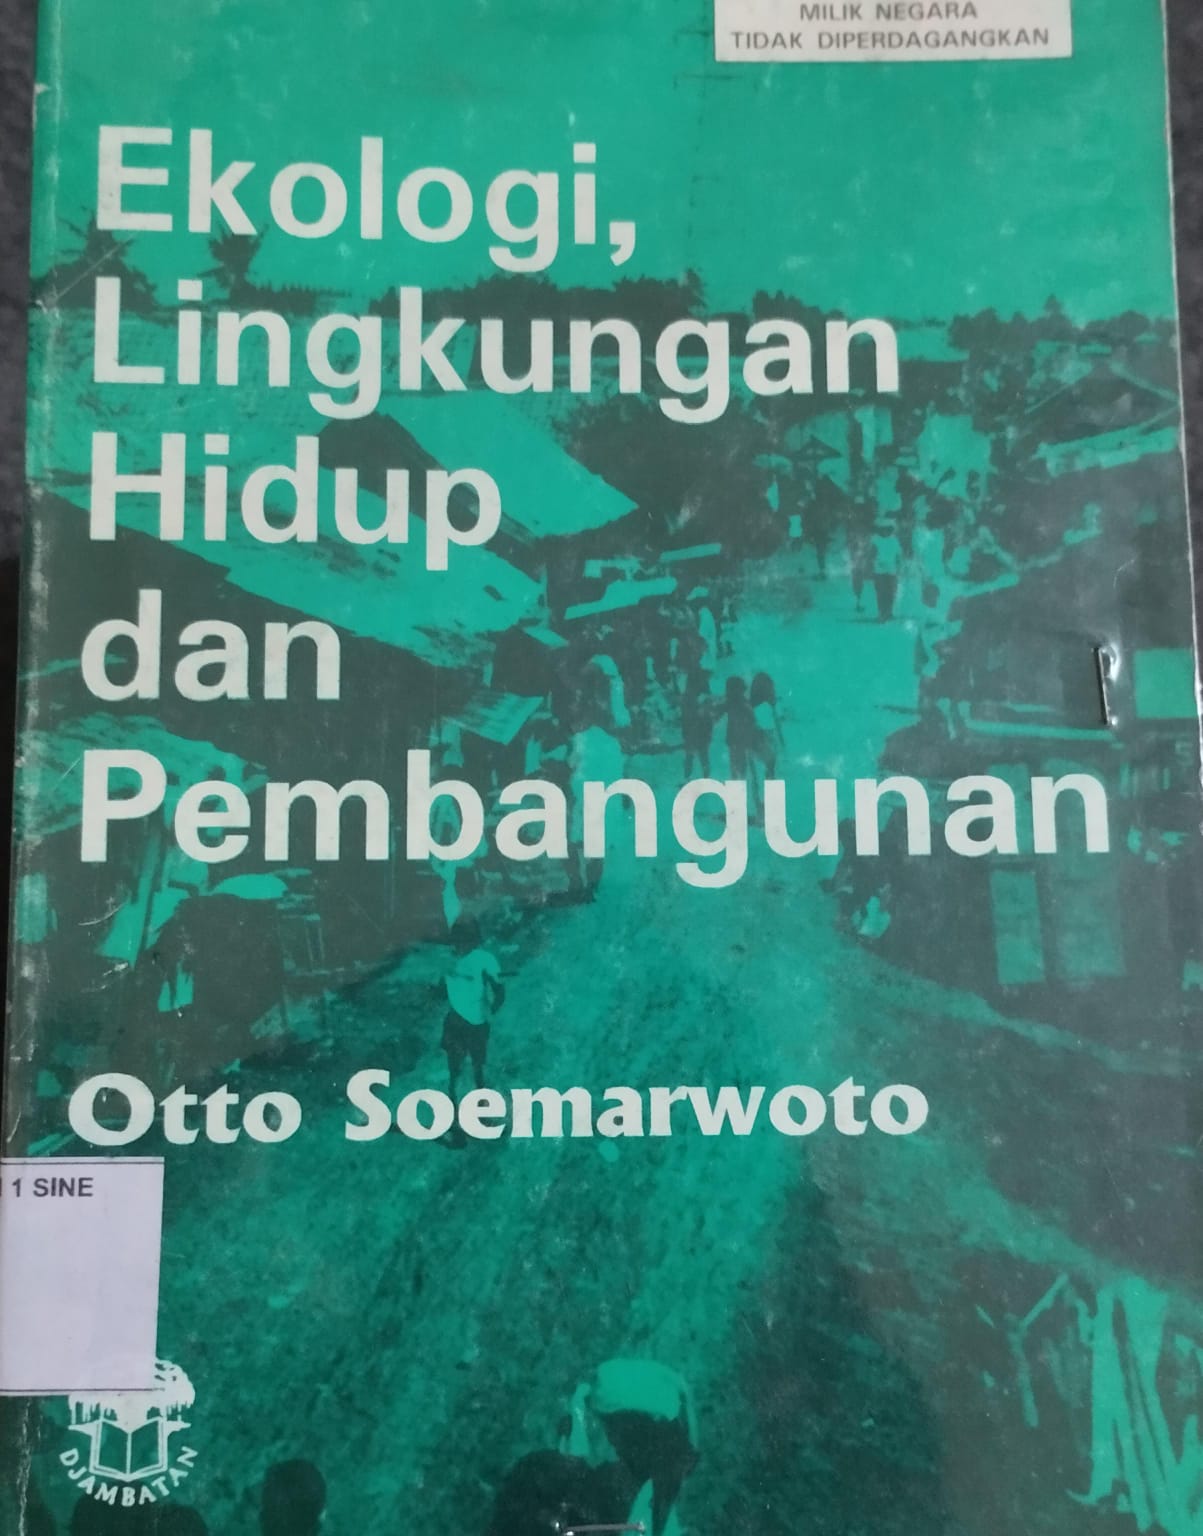 MILIK NEGARA
TIDAK DIPERDAGANGKAN
Ekologi,
Lingkungan
Hidup
dan
Pembangunan
Otto Soemarwoto
1 SINE
DJAMBATAN